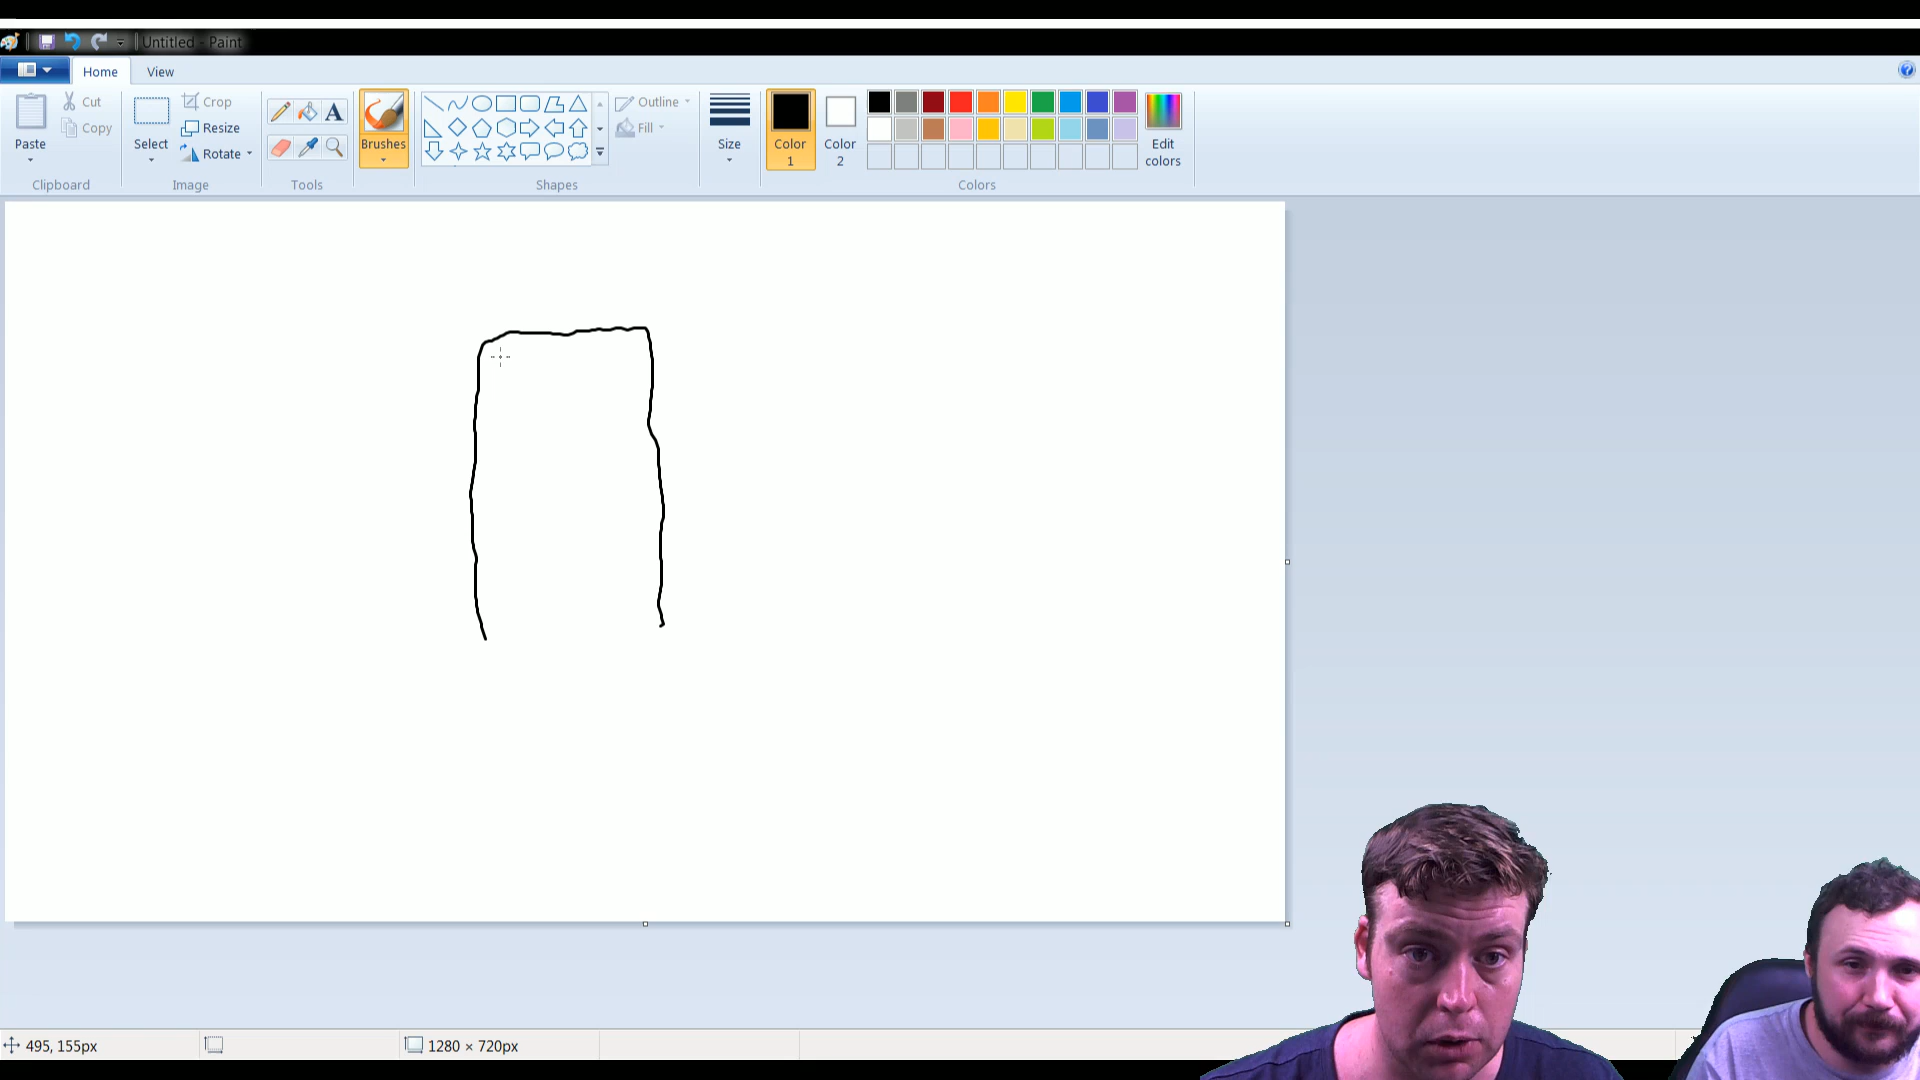 Untitled - Paint
Home View
Paste
Cut
Copy
Clipboard
Select
Crop
Resize
Rotate
Image
A
Tools
Brushes
Outline
Fill
Shapes
Size
Color 1
Color 2
Edit colors
Colors
495, 155px
1280 × 720px